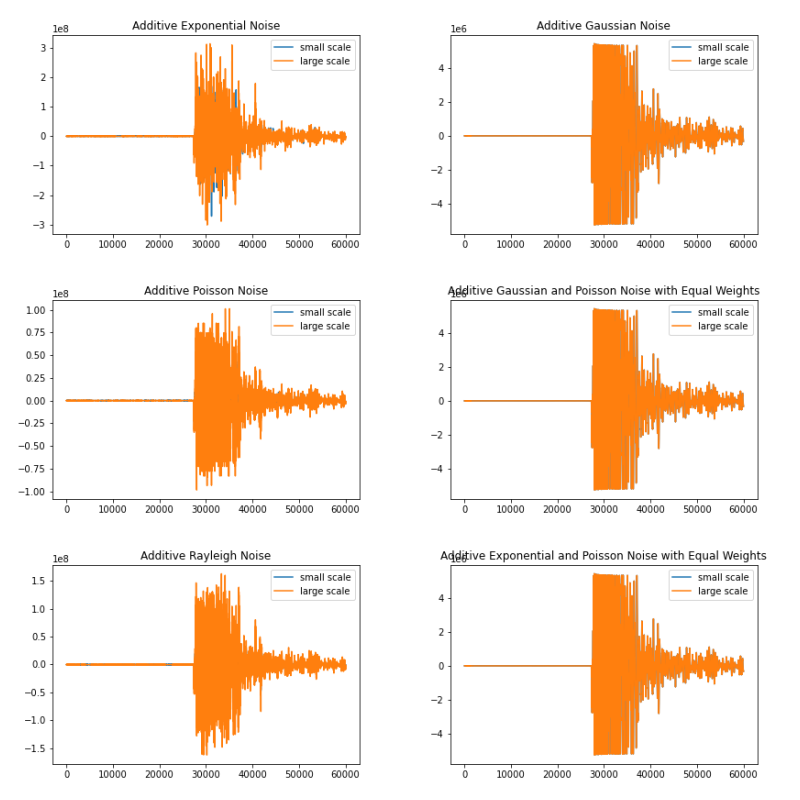 Additive Exponential Noise
1e8
3
2
1
0
−1
−2
−3
0 10000 20000 30000 40000 50000 60000
small scale
large scale
Additive Gaussian Noise
1e6
4
2
0
−2
−4
0 10000 20000 30000 40000 50000 60000
small scale
large scale
Additive Poisson Noise
1e8
1.00
0.75
0.50
0.25
0.00
−0.25
−0.50
−0.75
−1.00
0 10000 20000 30000 40000 50000 60000
small scale
large scale
Additive Gaussian and Poisson Noise with Equal Weights
1e6
4
2
0
−2
−4
0 10000 20000 30000 40000 50000 60000
small scale
large scale
Additive Rayleigh Noise
1e8
1.5
1.0
0.5
0.0
−0.5
−1.0
−1.5
0 10000 20000 30000 40000 50000 60000
small scale
large scale
Additive Exponential and Poisson Noise with Equal Weights
1e6
4
2
0
−2
−4
0 10000 20000 30000 40000 50000 60000
small scale
large scale